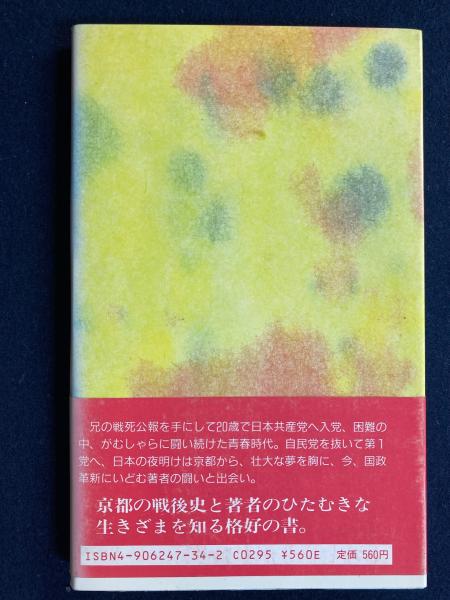 兄の戦死公報を手にして20歳で日本共産党へ入党、困難の
中、がむしゃらに闘い続けた青春時代。自民党を抜いて第1
党へ、日本の夜明けは京都から、壮大な夢を胸に、今、国政
革新にいどむ著者の闘いと出会い。
京都の戦後史と著者のひたむきな
生きざまを知る格好の書。
ISBN4-906247-34-2 C0295 ¥560E 定価 560円